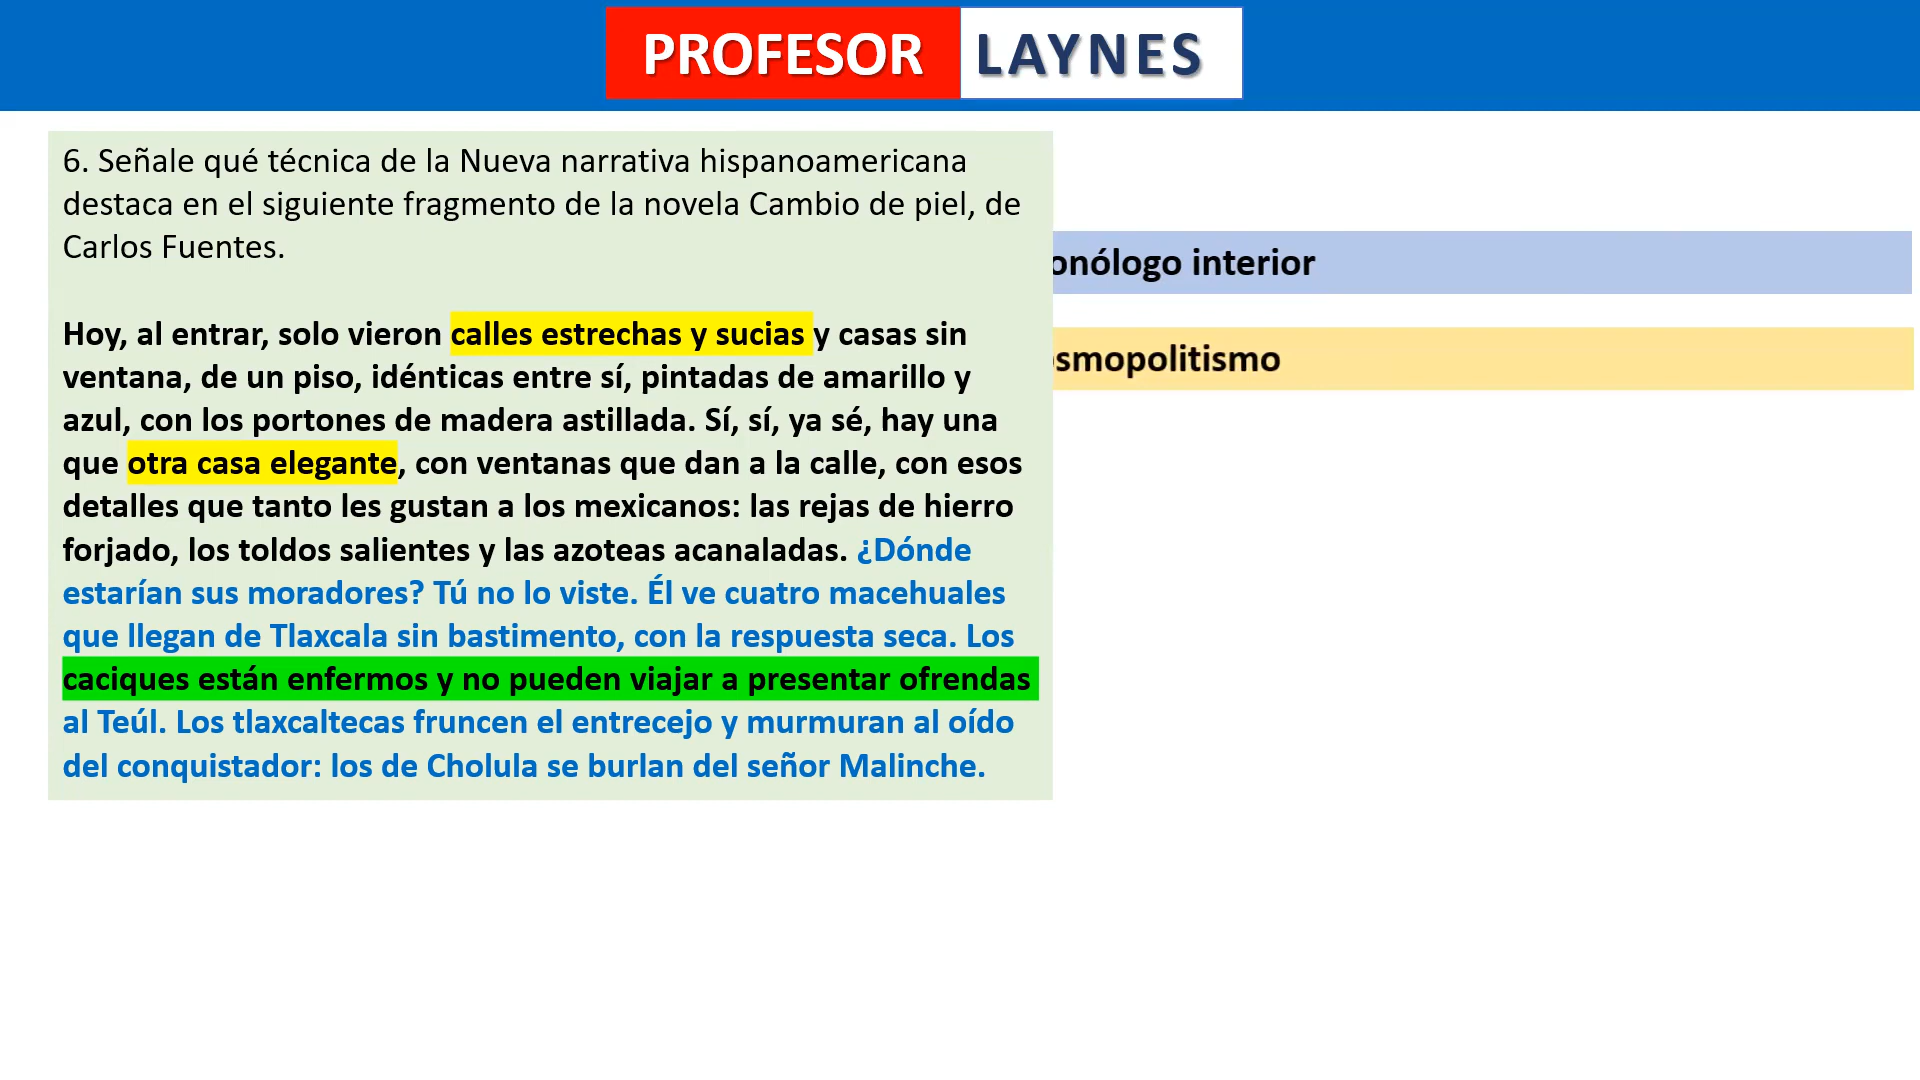 PROFESOR LAYNES
6. Señale qué técnica de la Nueva narrativa hispanoamericana
destaca en el siguiente fragmento de la novela Cambio de piel, de
Carlos Fuentes.
Hoy, al entrar, solo vieron calles estrechas y sucias y casas sin
ventana, de un piso, idénticas entre sí, pintadas de amarillo y
azul, con los portones de madera astillada. Sí, sí, ya sé, hay una
que otra casa elegante, con ventanas que dan a la calle, con esos
detalles que tanto les gustan a los mexicanos: las rejas de hierro
forjado, los toldos salientes y las azoteas acanaladas. ¿Dónde
estarían sus moradores? Tú no lo viste. Él ve cuatro macehuales
que llegan de Tlaxcala sin bastimento, con la respuesta seca. Los
caciques están enfermos y no pueden viajar a presentar ofrendas
al Teúl. Los tlaxcaltecas fruncen el entrecejo y murmuran al oído
del conquistador: los de Cholula se burlan del señor Malinche.
onólogo interior
osmopolitismo